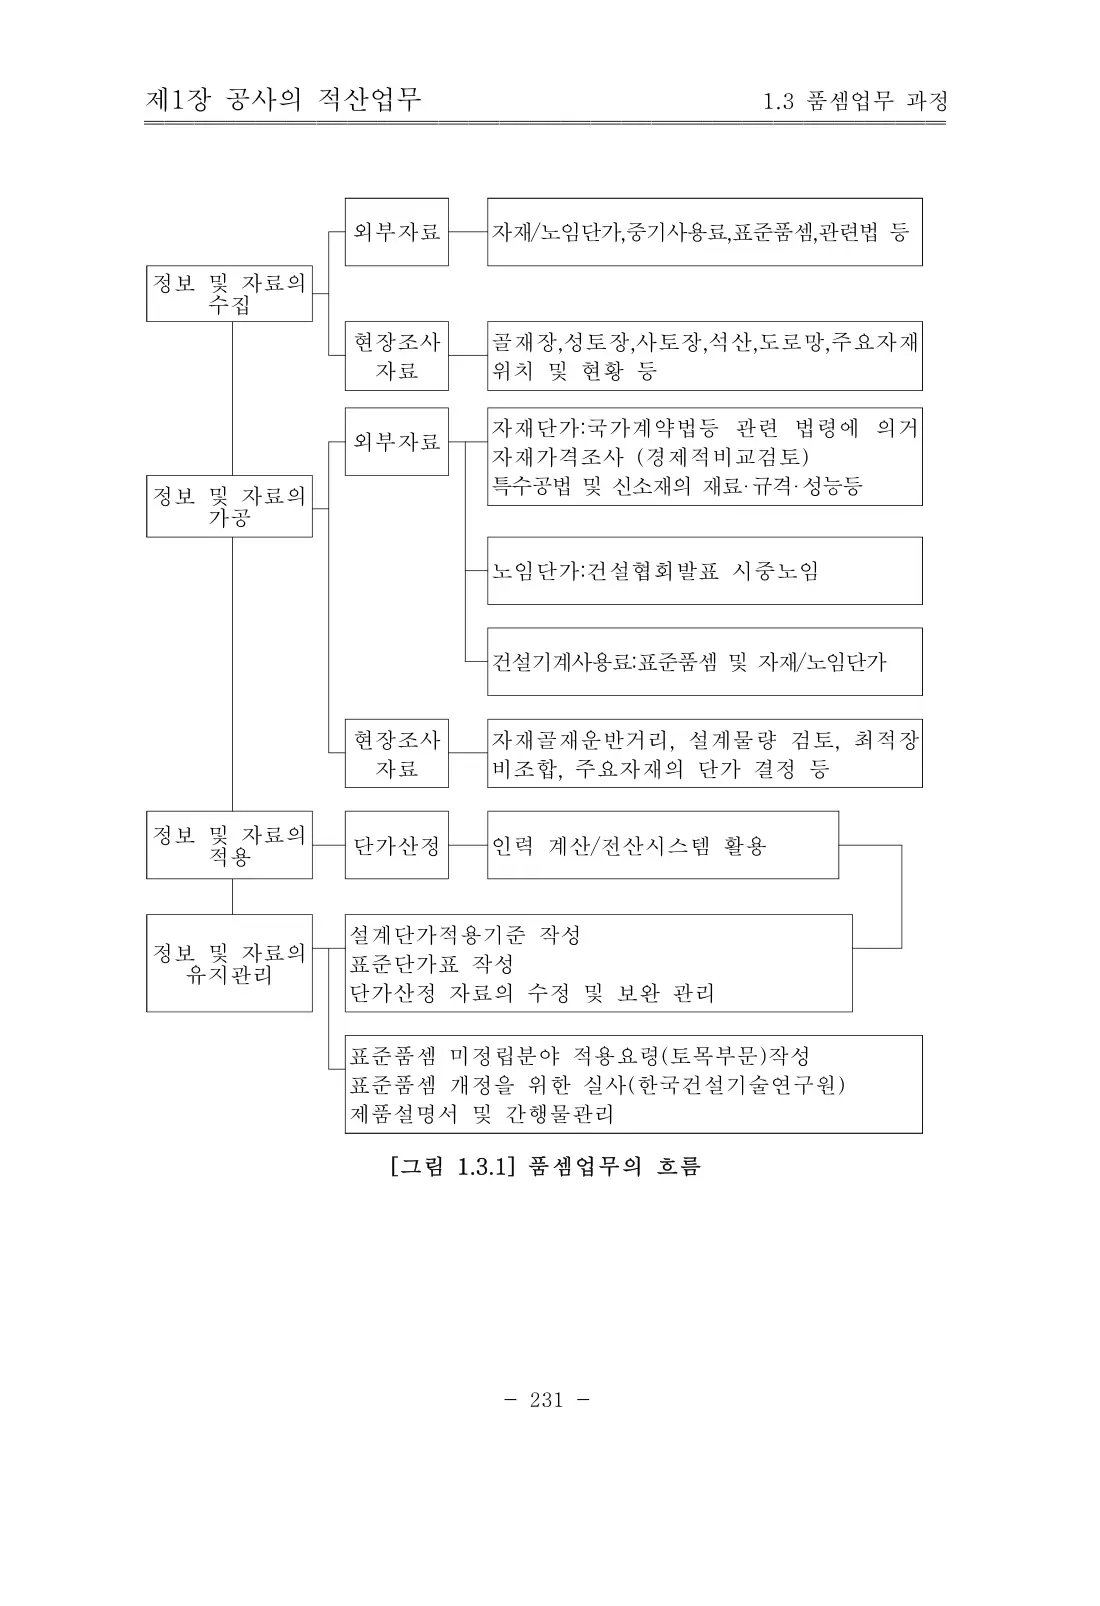 제1장 공사의 적산업무
1.3 품셈업무 과정
외부자료
자재/노임단가,중기사용료,표준품셈,관련법 등
정보 및 자료의
수집
현장조사
자료
골재장,성토장,사토장,석산,도로망,주요자재
위치 및 현황 등
외부자료
자재단가:국가계약법등 관련 법령에 의거
자재가격조사 (경제적비교검토)
특수공법 및 신소재의 재료·규격·성능등
정보 및 자료의
가공
노임단가:건설협회발표 시중노임
건설기계사용료:표준품셈 및 자재/노임단가
현장조사
자료
자재골재운반거리, 설계물량 검토, 최적장
비조합, 주요자재의 단가 결정 등
정보 및 자료의
적용
단가산정
인력 계산/전산시스템 활용
정보 및 자료의
유지관리
설계단가적용기준 작성
표준단가표 작성
단가산정 자료의 수정 및 보완 관리
표준품셈 미정립분야 적용요령(토목부문)작성
표준품셈 개정을 위한 실사(한국건설기술연구원)
제품설명서 및 간행물관리
[그림 1.3.1] 품셈업무의 흐름
- 231 -